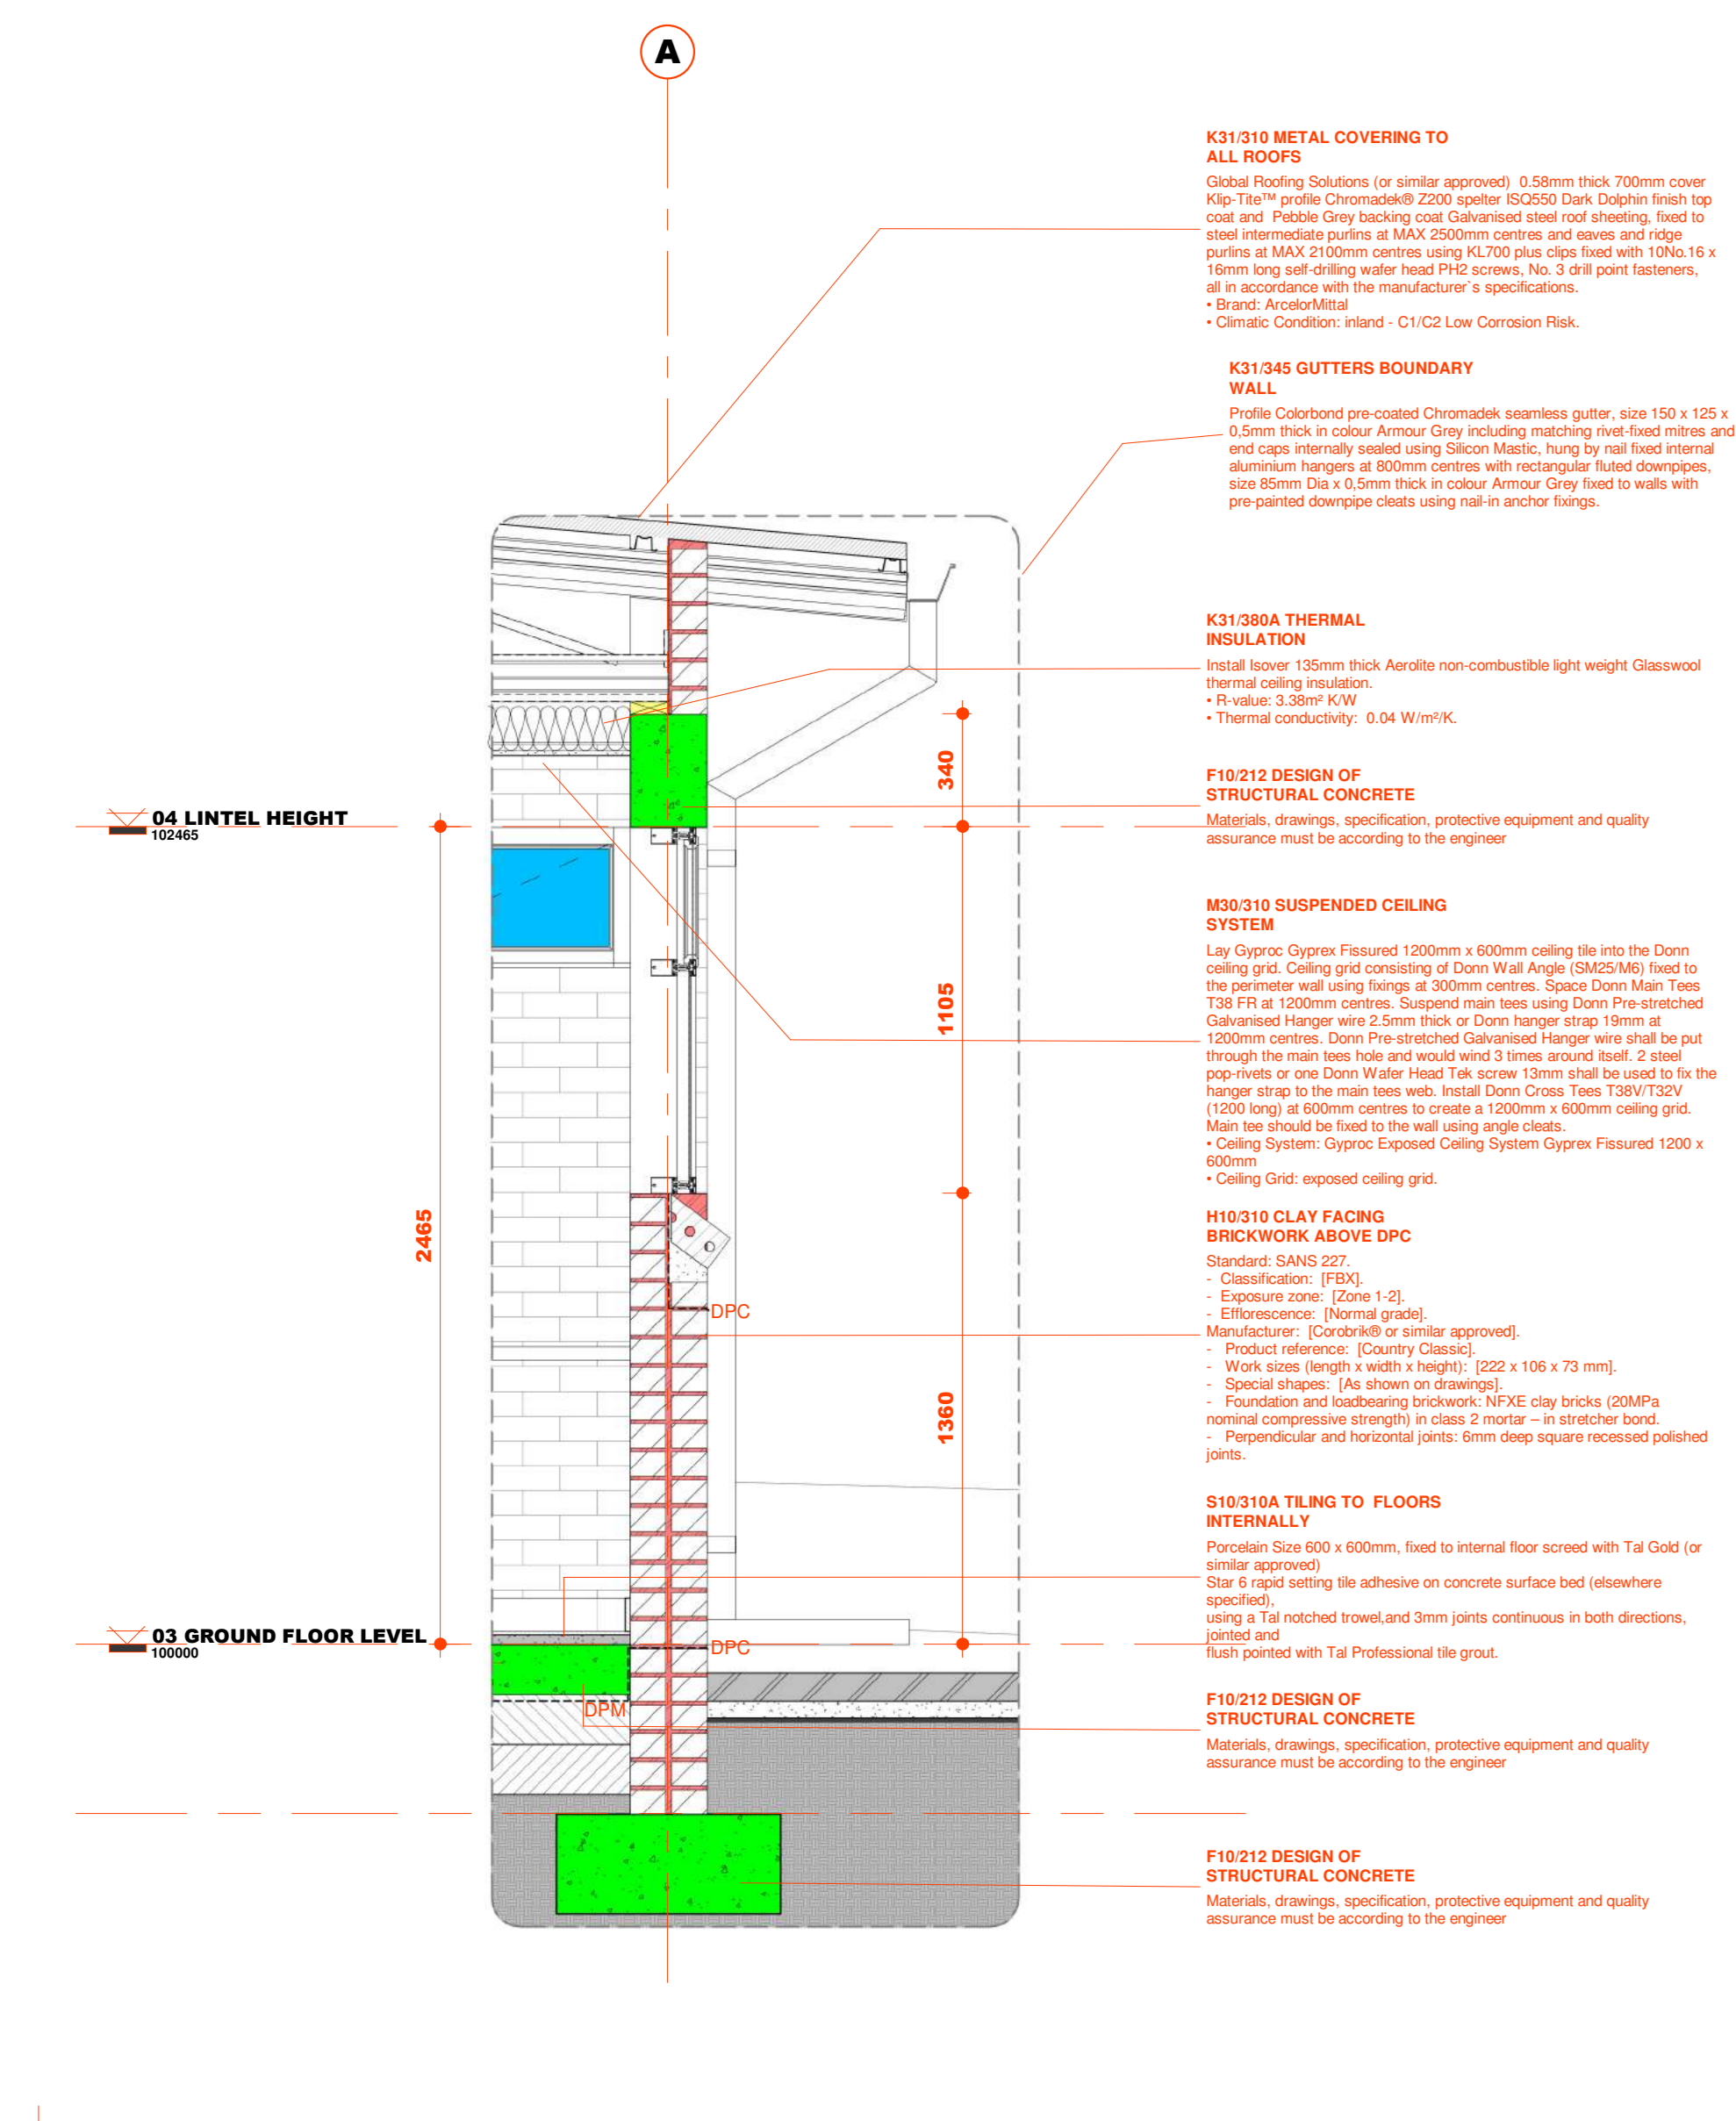 A
K31/310 METAL COVERING TO
ALL ROOFS
Global Roofing Solutions (or similar approved) 0.58mm thick 700mm cover
Klip-Tite™ profile Chromadek® Z200 spelter ISQ550 Dark Dolphin finish top
coat and Pebble Grey backing coat Galvanised steel roof sheeting, fixed to
steel intermediate purlins at MAX 2500mm centres and eaves and ridge
purlins at MAX 2100mm centres using KL700 plus clips fixed with 10No.16 x
16mm long self-drilling wafer head PH2 screws, No. 3 drill point fasteners,
all in accordance with the manufacturer`s specifications.
• Brand: ArcelorMittal
• Climatic Condition: inland - C1/C2 Low Corrosion Risk.
K31/345 GUTTERS BOUNDARY
WALL
Profile Colorbond pre-coated Chromadek seamless gutter, size 150 x 125 x
0,5mm thick in colour Armour Grey including matching rivet-fixed mitres and
end caps internally sealed using Silicon Mastic, hung by nail fixed internal
aluminium hangers at 800mm centres with rectangular fluted downpipes,
size 85mm Dia x 0,5mm thick in colour Armour Grey fixed to walls with
pre-painted downpipe cleats using nail-in anchor fixings.
K31/380A THERMAL
INSULATION
Install Isover 135mm thick Aerolite non-combustible light weight Glasswool
thermal ceiling insulation.
• R-value: 3.38m² K/W
• Thermal conductivity: 0.04 W/m²/K.
340
F10/212 DESIGN OF
STRUCTURAL CONCRETE
Materials, drawings, specification, protective equipment and quality
assurance must be according to the engineer
04 LINTEL HEIGHT
102465
M30/310 SUSPENDED CEILING
SYSTEM
Lay Gyproc Gyprex Fissured 1200mm x 600mm ceiling tile into the Donn
ceiling grid. Ceiling grid consisting of Donn Wall Angle (SM25/M6) fixed to
the perimeter wall using fixings at 300mm centres. Space Donn Main Tees
T38 FR at 1200mm centres. Suspend main tees using Donn Pre-stretched
Galvanised Hanger wire 2.5mm thick or Donn hanger strap 19mm at
1200mm centres. Donn Pre-stretched Galvanised Hanger wire shall be put
through the main tees hole and would wind 3 times around itself. 2 steel
pop-rivets or one Donn Wafer Head Tek screw 13mm shall be used to fix the
hanger strap to the main tees web. Install Donn Cross Tees T38V/T32V
(1200 long) at 600mm centres to create a 1200mm x 600mm ceiling grid.
Main tee should be fixed to the wall using angle cleats.
• Ceiling System: Gyproc Exposed Ceiling System Gyprex Fissured 1200 x
600mm
• Ceiling Grid: exposed ceiling grid.
1105
2465
H10/310 CLAY FACING
BRICKWORK ABOVE DPC
Standard: SANS 227.
- Classification: [FBX].
- Exposure zone: [Zone 1-2].
- Efflorescence: [Normal grade].
Manufacturer: [Corobrik® or similar approved].
- Product reference: [Country Classic].
- Work sizes (length x width x height): [222 x 106 x 73 mm].
- Special shapes: [As shown on drawings].
- Foundation and loadbearing brickwork: NFXE clay bricks (20MPa
nominal compressive strength) in class 2 mortar – in stretcher bond.
- Perpendicular and horizontal joints: 6mm deep square recessed polished
joints.
DPC
1360
S10/310A TILING TO FLOORS
INTERNALLY
Porcelain Size 600 x 600mm, fixed to internal floor screed with Tal Gold (or
similar approved)
Star 6 rapid setting tile adhesive on concrete surface bed (elsewhere
specified),
using a Tal notched trowel,and 3mm joints continuous in both directions,
jointed and
flush pointed with Tal Professional tile grout.
03 GROUND FLOOR LEVEL
100000
DPC
DPM
F10/212 DESIGN OF
STRUCTURAL CONCRETE
Materials, drawings, specification, protective equipment and quality
assurance must be according to the engineer
F10/212 DESIGN OF
STRUCTURAL CONCRETE
Materials, drawings, specification, protective equipment and quality
assurance must be according to the engineer